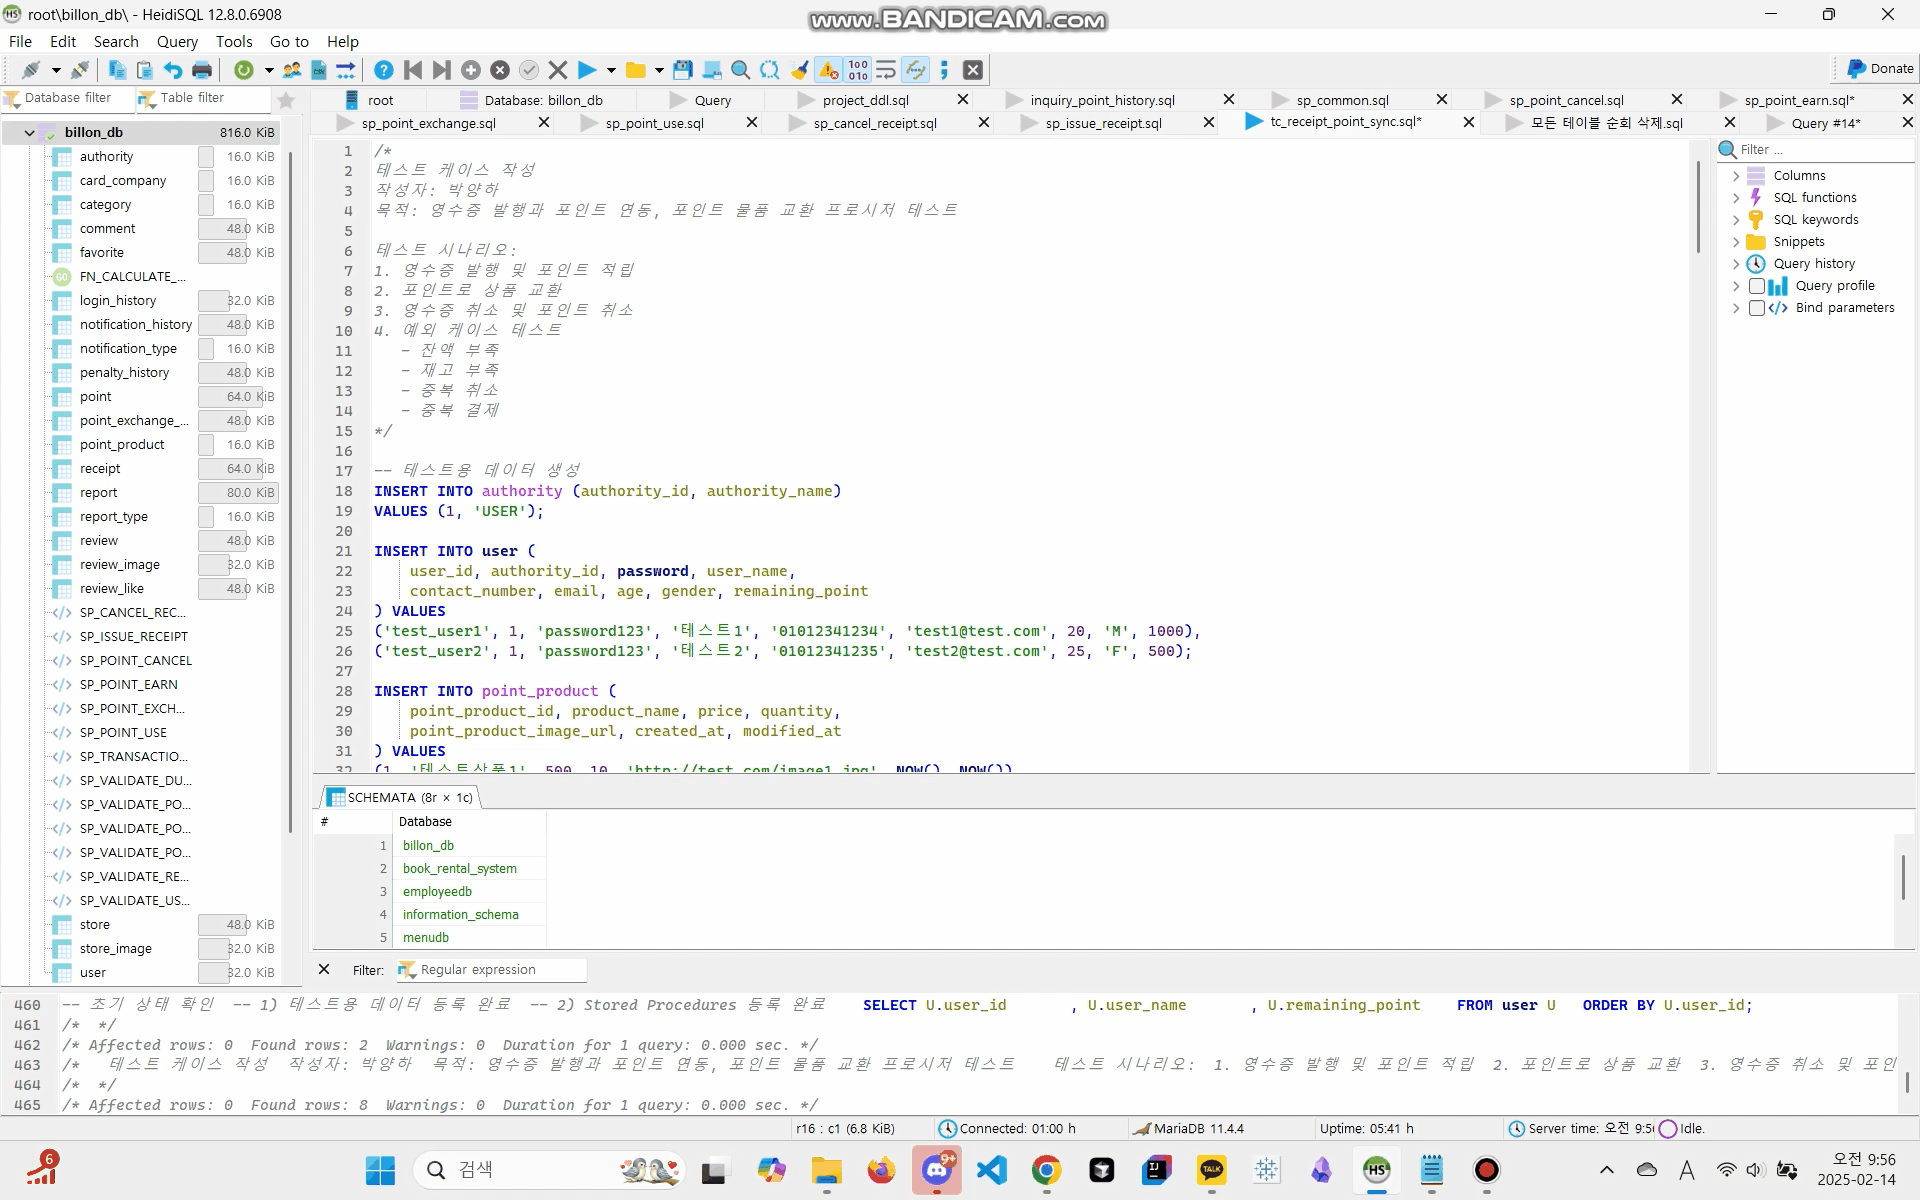 root\billon_db\ - HeidiSQL 12.8.0.6908
www.BANDICAM.com
File Edit Search Query Tools Go to Help
Donate
Database filter
Table filter
root
Database: billon_db
Query
project_ddl.sql
inquiry_point_history.sql
sp_common.sql
sp_point_cancel.sql
sp_point_earn.sql*
sp_point_exchange.sql
sp_point_use.sql
sp_cancel_receipt.sql
sp_issue_receipt.sql
tc_receipt_point_sync.sql*
모든 테이블 순회 삭제.sql
Query #14*
billon_db 816.0 KiB
authority 16.0 KiB
card_company 16.0 KiB
category 16.0 KiB
comment 48.0 KiB
favorite 48.0 KiB
FN_CALCULATE_...
login_history 32.0 KiB
notification_history 48.0 KiB
notification_type 16.0 KiB
penalty_history 48.0 KiB
point 64.0 KiB
point_exchange_... 48.0 KiB
point_product 16.0 KiB
receipt 64.0 KiB
report 80.0 KiB
report_type 16.0 KiB
review 48.0 KiB
review_image 32.0 KiB
review_like 48.0 KiB
SP_CANCEL_REC...
SP_ISSUE_RECEIPT
SP_POINT_CANCEL
SP_POINT_EARN
SP_POINT_EXCH...
SP_POINT_USE
SP_TRANSACTIO...
SP_VALIDATE_DU...
SP_VALIDATE_PO...
SP_VALIDATE_PO...
SP_VALIDATE_PO...
SP_VALIDATE_RE...
SP_VALIDATE_US...
store 48.0 KiB
store_image 32.0 KiB
user 32.0 KiB
1 /*
2 테스트 케이스 작성
3 작성자: 박양하
4 목적: 영수증 발행과 포인트 연동, 포인트 물품 교환 프로시저 테스트
5
6 테스트 시나리오:
7 1. 영수증 발행 및 포인트 적립
8 2. 포인트로 상품 교환
9 3. 영수증 취소 및 포인트 취소
10 4. 예외 케이스 테스트
11 - 잔액 부족
12 - 재고 부족
13 - 중복 취소
14 - 중복 결제
15 */
16
17 -- 테스트용 데이터 생성
18 INSERT INTO authority (authority_id, authority_name)
19 VALUES (1, 'USER');
20
21 INSERT INTO user (
22 user_id, authority_id, password, user_name,
23 contact_number, email, age, gender, remaining_point
24 ) VALUES
25 ('test_user1', 1, 'password123', '테스트1', '01012341234', 'test1@test.com', 20, 'M', 1000),
26 ('test_user2', 1, 'password123', '테스트2', '01012341235', 'test2@test.com', 25, 'F', 500);
27
28 INSERT INTO point_product (
29 point_product_id, product_name, price, quantity,
30 point_product_image_url, created_at, modified_at
31 ) VALUES
32 (1, '테스트상품1', 500, 10, 'http://test.com/image1.jpg', NOW(), NOW())
Filter ...
Columns
SQL functions
SQL keywords
Snippets
Query history
Query profile
Bind parameters
SCHEMATA (8r × 1c)
# Database
1 billon_db
2 book_rental_system
3 employeedb
4 information_schema
5 menudb
Filter: Regular expression
460 -- 초기 상태 확인 -- 1) 테스트용 데이터 등록 완료 -- 2) Stored Procedures 등록 완료 SELECT U.user_id , U.user_name , U.remaining_point FROM user U ORDER BY U.user_id;
461 /* */
462 /* Affected rows: 0 Found rows: 2 Warnings: 0 Duration for 1 query: 0.000 sec. */
463 /* 테스트 케이스 작성 작성자: 박양하 목적: 영수증 발행과 포인트 연동, 포인트 물품 교환 프로시저 테스트 테스트 시나리오: 1. 영수증 발행 및 포인트 적립 2. 포인트로 상품 교환 3. 영수증 취소 및 포인
464 /* */
465 /* Affected rows: 0 Found rows: 8 Warnings: 0 Duration for 1 query: 0.000 sec. */
r16 : c1 (6.8 KiB)
Connected: 01:00 h
MariaDB 11.4.4
Uptime: 05:41 h
Server time: 오전 9:5
Idle.
6
검색
9+
TALK
HS
A
오전 9:56
2025-02-14